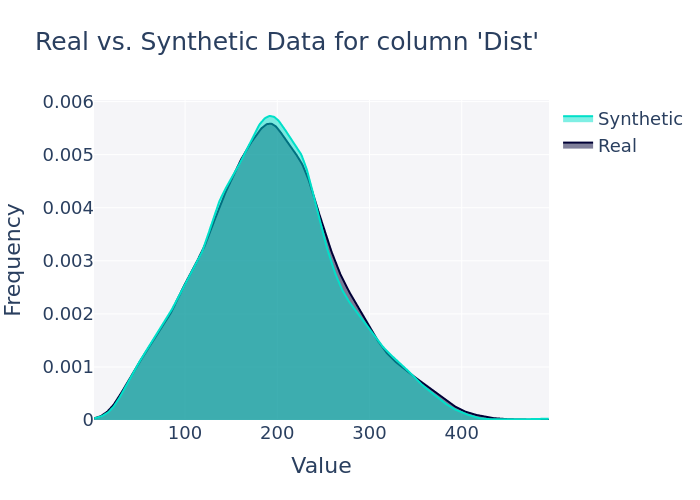 Real vs. Synthetic Data for column 'Dist'
Synthetic
Real
Frequency
0.006
0.005
0.004
0.003
0.002
0.001
0
100
200
300
400
Value